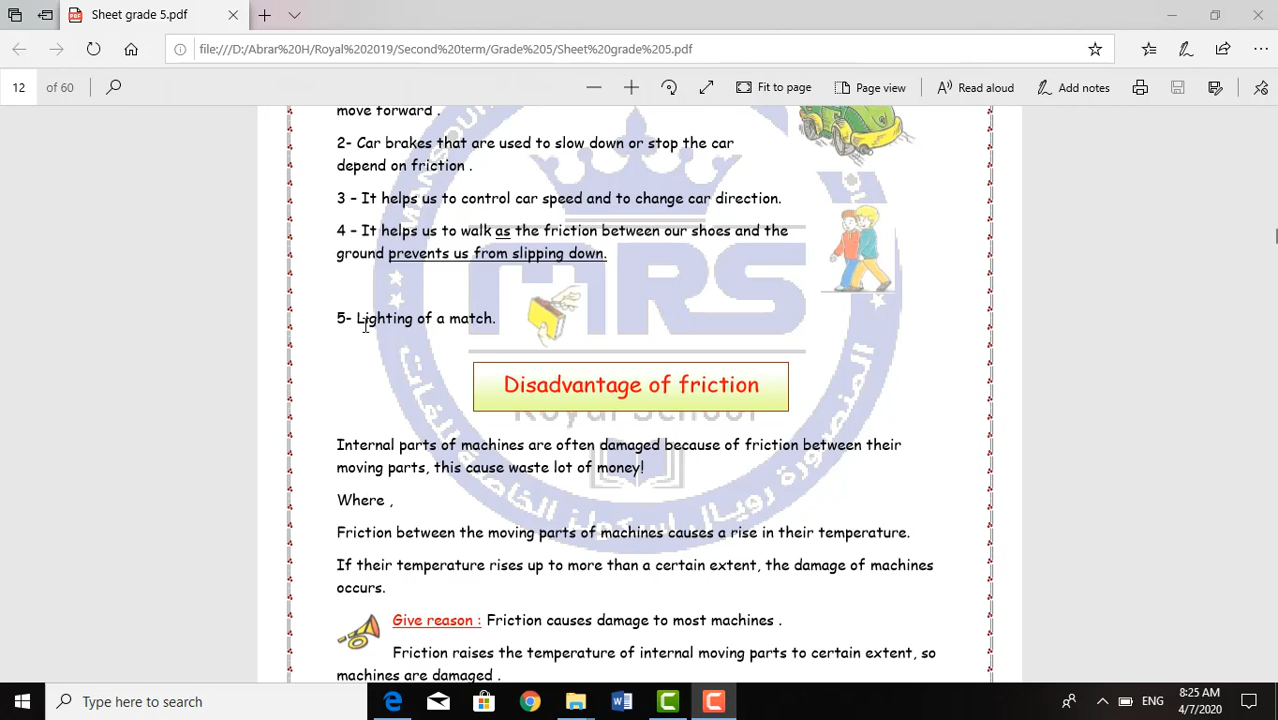 Sheet grade 5.pdf
file:///D:/Abrar%20H/Royal%202019/Second%20term/Grade%205/Sheet%20grade%205.pdf
12 of 60
Fit to page
Page view
Read aloud
Add notes
move forward .
2- Car brakes that are used to slow down or stop the car
depend on friction .
3 - It helps us to control car speed and to change car direction.
4 - It helps us to walk as the friction between our shoes and the
ground prevents us from slipping down.
5- Lighting of a match.
MRS
Disadvantage of friction
Royal School
Internal parts of machines are often damaged because of friction between their
moving parts, this cause waste lot of money!
Where ,
Friction between the moving parts of machines causes a rise in their temperature.
If their temperature rises up to more than a certain extent, the damage of machines
occurs.
Give reason : Friction causes damage to most machines .
Friction raises the temperature of internal moving parts to certain extent, so
machines are damaged .
Type here to search
ENG
8:25 AM
4/7/2020